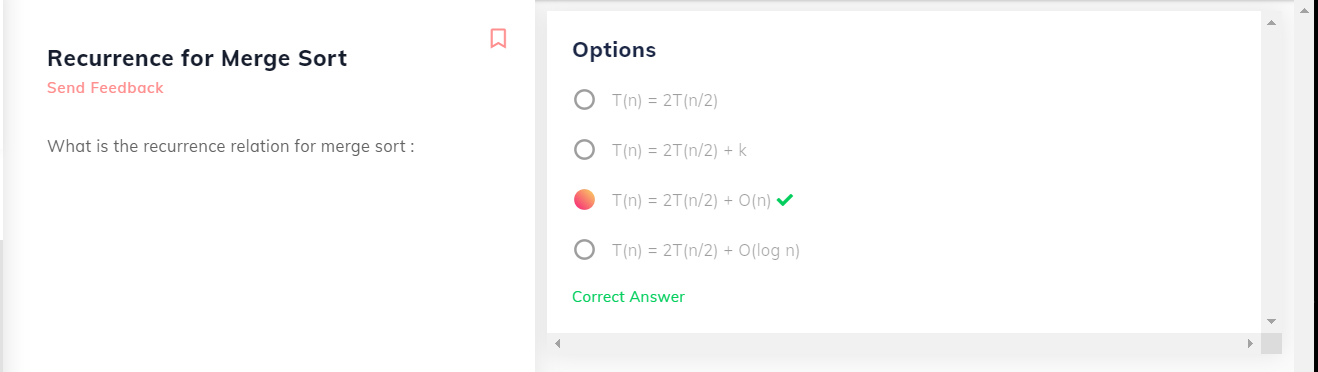 Recurrence for Merge Sort
Send Feedback
What is the recurrence relation for merge sort :
Options
T(n) = 2T(n/2)
T(n) = 2T(n/2) + k
T(n) = 2T(n/2) + O(n)
T(n) = 2T(n/2) + O(log n)
Correct Answer